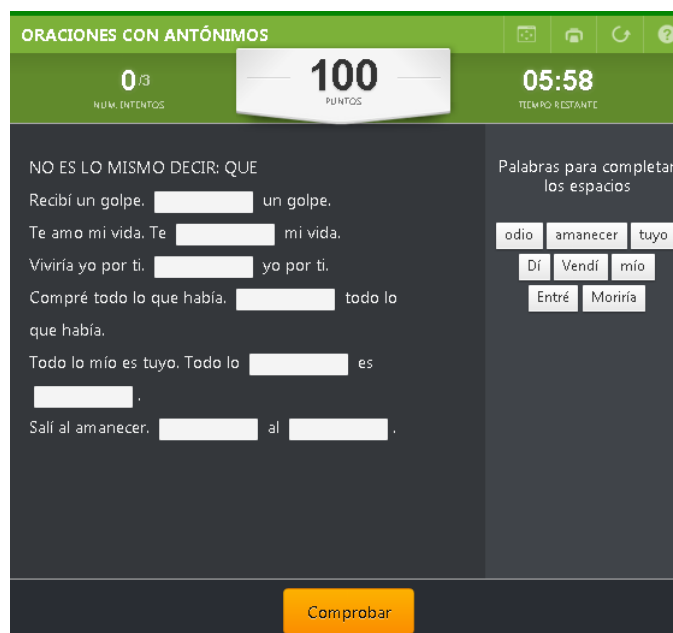 ORACIONES CON ANTÓNIMOS
0/3
NUM. INTENTOS
100
PUNTOS
05:58
TIEMPO RESTANTE
NO ES LO MISMO DECIR: QUE
Recibí un golpe. un golpe.
Te amo mi vida. Te mi vida.
Viviría yo por ti. yo por ti.
Compré todo lo que había. todo lo
que había.
Todo lo mío es tuyo. Todo lo es
.
Salí al amanecer. al .
Palabras para completar
los espacios
odio amanecer tuyo
Dí Vendí mío
Entré Moriría
Comprobar